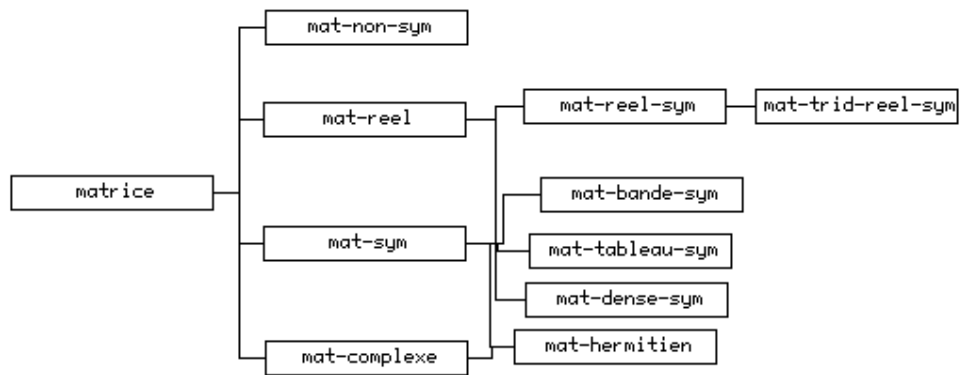 mat-non-sym
mat-reel
mat-reel-sym
mat-trid-reel-sym
matrice
mat-bande-sym
mat-sym
mat-tableau-sym
mat-dense-sym
mat-complexe
mat-hermitien